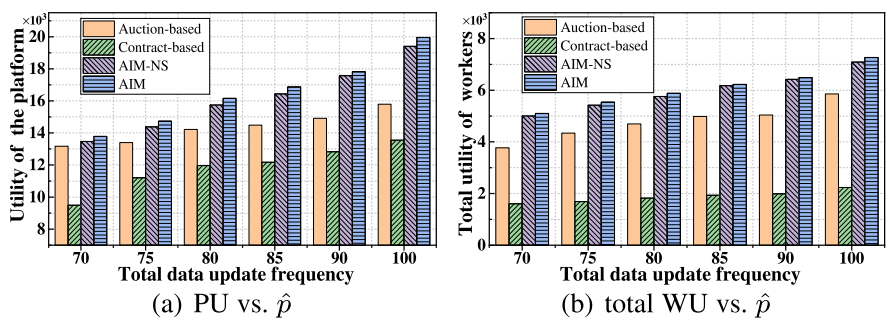 ×10³
20
18
16
14
12
10
8
Utility of the platform
Auction-based
Contract-based
AIM-NS
AIM
70 75 80 85 90 100
Total data update frequency
(a) PU vs. p̂
×10³
8
6
4
2
0
Total utility of workers
Auction-based
Contract-based
AIM-NS
AIM
70 75 80 85 90 100
Total data update frequency
(b) total WU vs. p̂